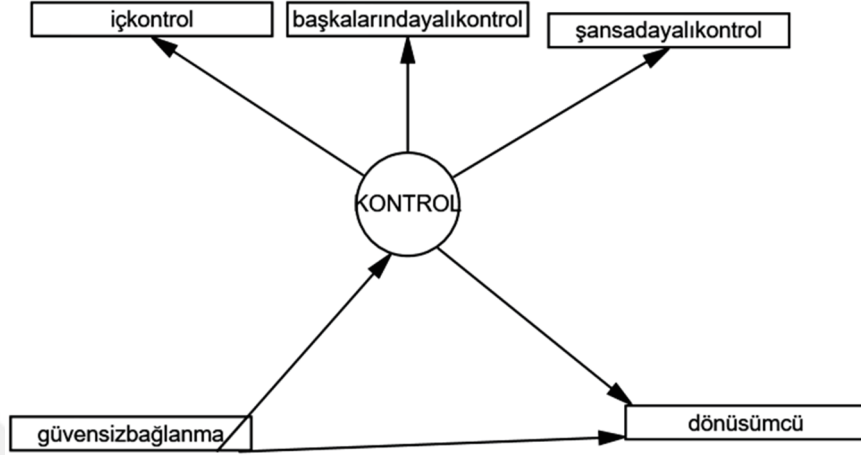 içkontrol
başkalarındayalıkontrol
şansadayalıkontrol
KONTROL
güvensizbağlanma
dönüsümcü